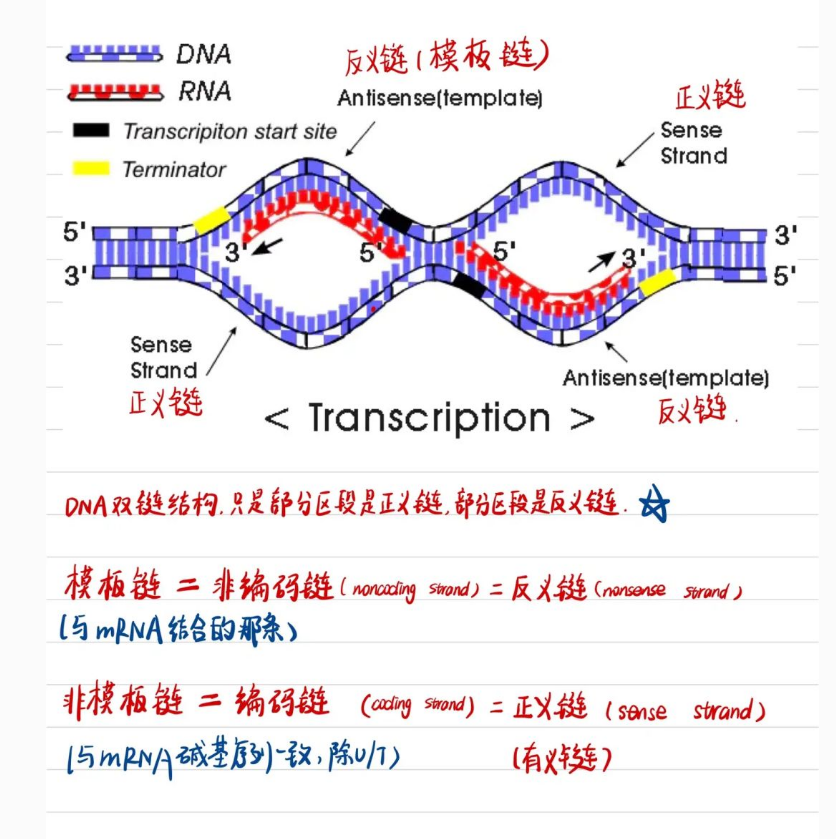 DNA
RNA
Transcripiton start site
Terminator
反义链(模板链)
Antisense(template)
正义链
Sense
Strand
5'
3'
3'
5'
5'
3'
3'
5'
Sense
Strand
正义链
Antisense(template)
反义链.
< Transcription >
DNA双链结构,只是部分区段是正义链,部分区段是反义链.
模板链 = 非编码链(noncoding strand) = 反义链(nonsense strand)
(与mRNA结合的那条)
非模板链 = 编码链 (coding strand) = 正义链 (sense strand)
(与mRNA碱基序列一致,除U/T)
(有义链)